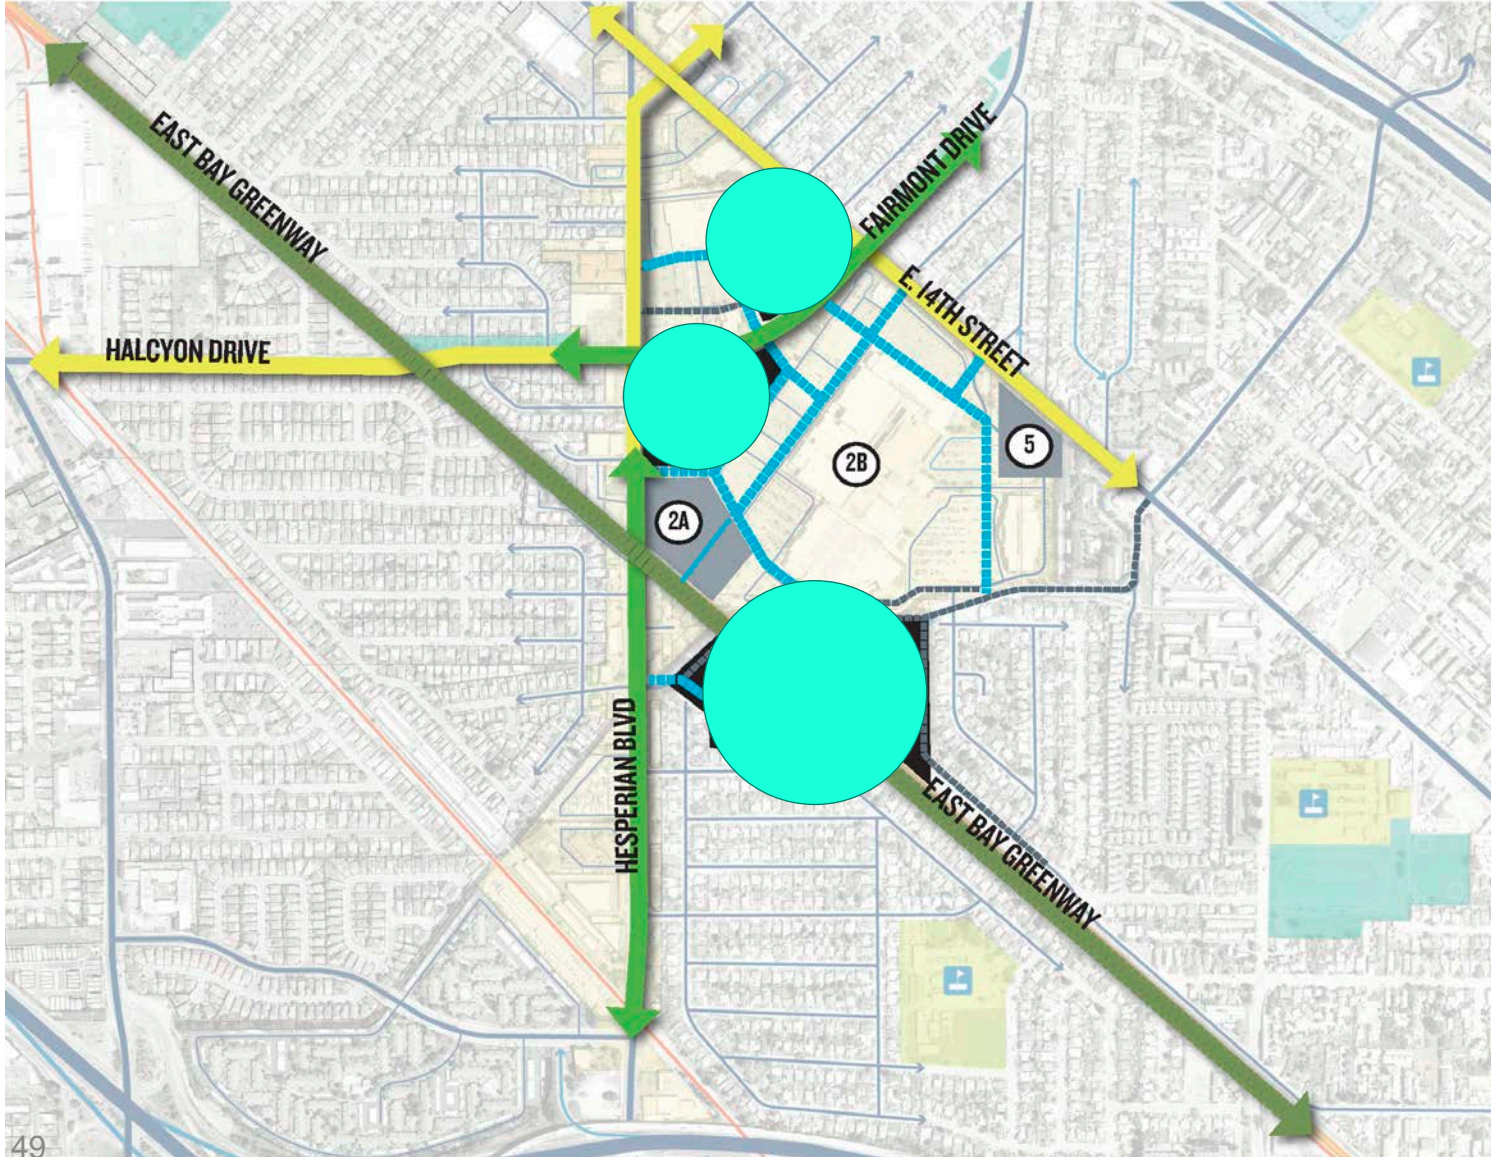 EAST BAY GREENWAY
FAIRMONT DRIVE
E. 14TH STREET
HALCYON DRIVE
5
2B
2A
HESPERIAN BLVD
EAST BAY GREENWAY
49